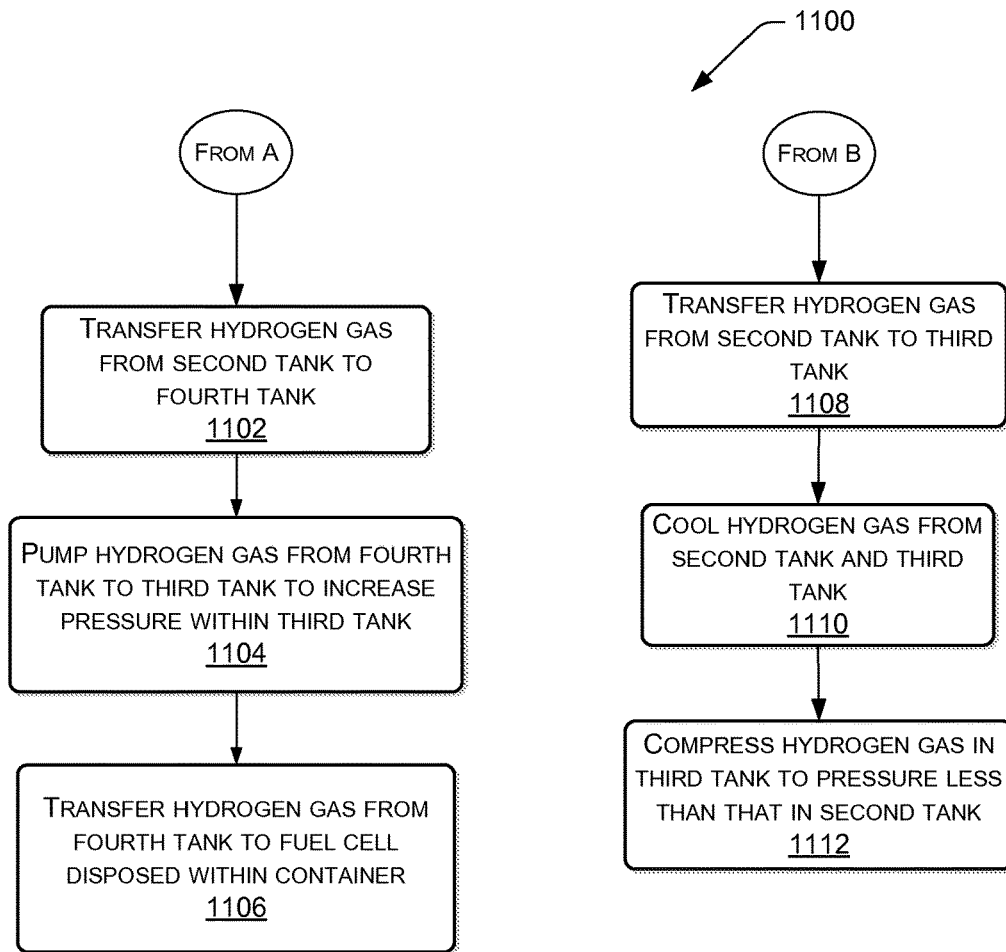 1100
FROM A
TRANSFER HYDROGEN GAS
FROM SECOND TANK TO
FOURTH TANK
1102
PUMP HYDROGEN GAS FROM FOURTH
TANK TO THIRD TANK TO INCREASE
PRESSURE WITHIN THIRD TANK
1104
TRANSFER HYDROGEN GAS FROM
FOURTH TANK TO FUEL CELL
DISPOSED WITHIN CONTAINER
1106
FROM B
TRANSFER HYDROGEN GAS
FROM SECOND TANK TO THIRD
TANK
1108
COOL HYDROGEN GAS FROM
SECOND TANK AND THIRD
TANK
1110
COMPRESS HYDROGEN GAS IN
THIRD TANK TO PRESSURE LESS
THAN THAT IN SECOND TANK
1112